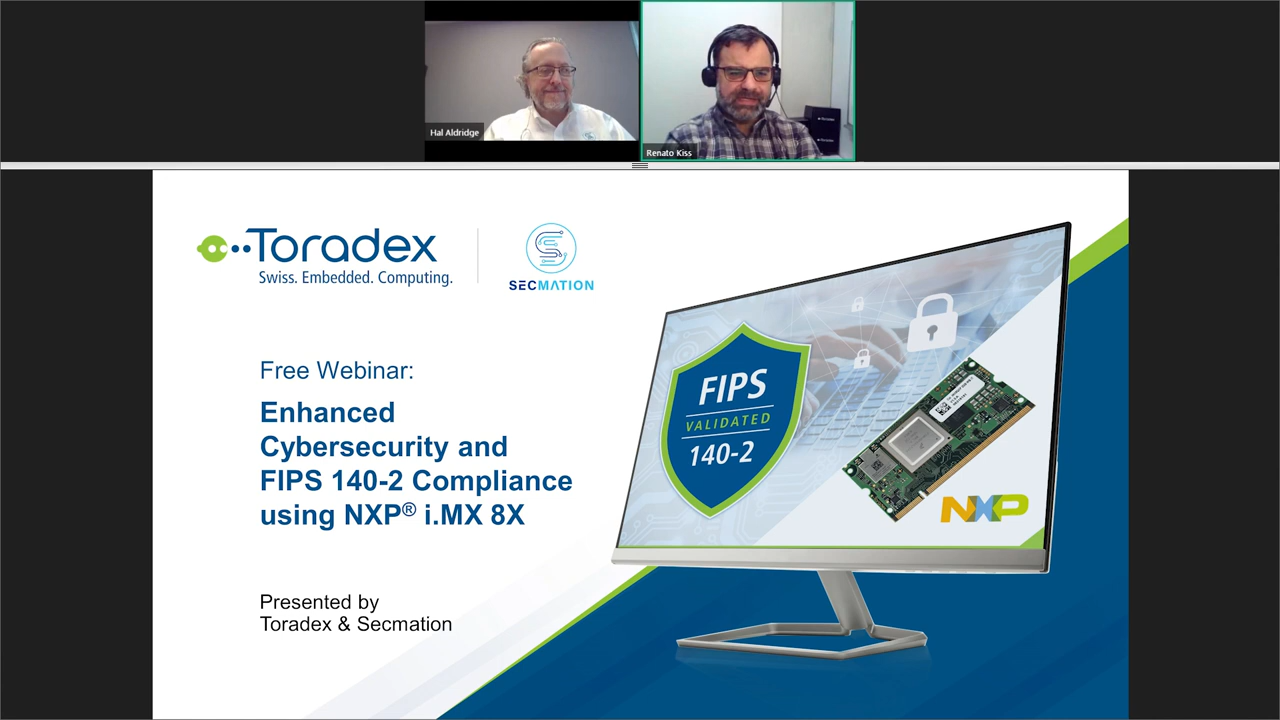 Hal Aldridge
Renato Kiss
Toradex
Toradex
Swiss. Embedded. Computing.
SECMATION
Free Webinar:
Enhanced
Cybersecurity and
FIPS 140-2 Compliance
using NXP® i.MX 8X
Presented by
Toradex & Secmation
FIPS
VALIDATED
140-2
NXP